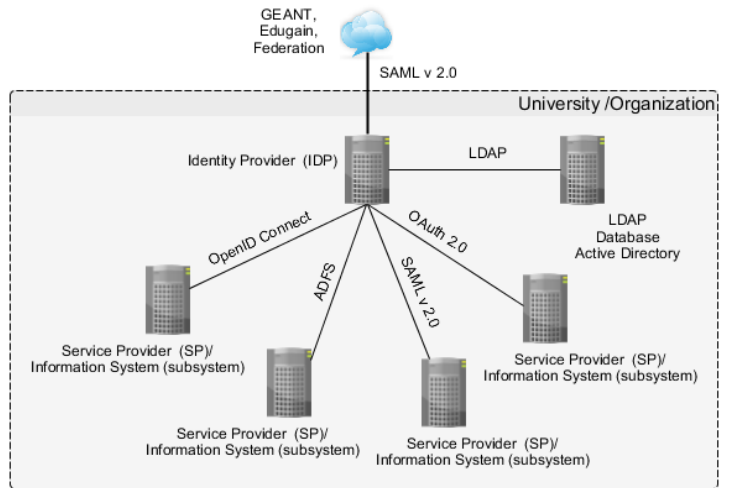 GEANT,
Edugain,
Federation
SAML v 2.0
University /Organization
Identity Provider (IDP)
LDAP
LDAP
Database
Active Directory
OpenID Connect
ADFS
SAML v 2.0
OAuth 2.0
Service Provider (SP)/
Information System (subsystem)
Service Provider (SP)/
Information System (subsystem)
Service Provider (SP)/
Information System (subsystem)
Service Provider (SP)/
Information System (subsystem)